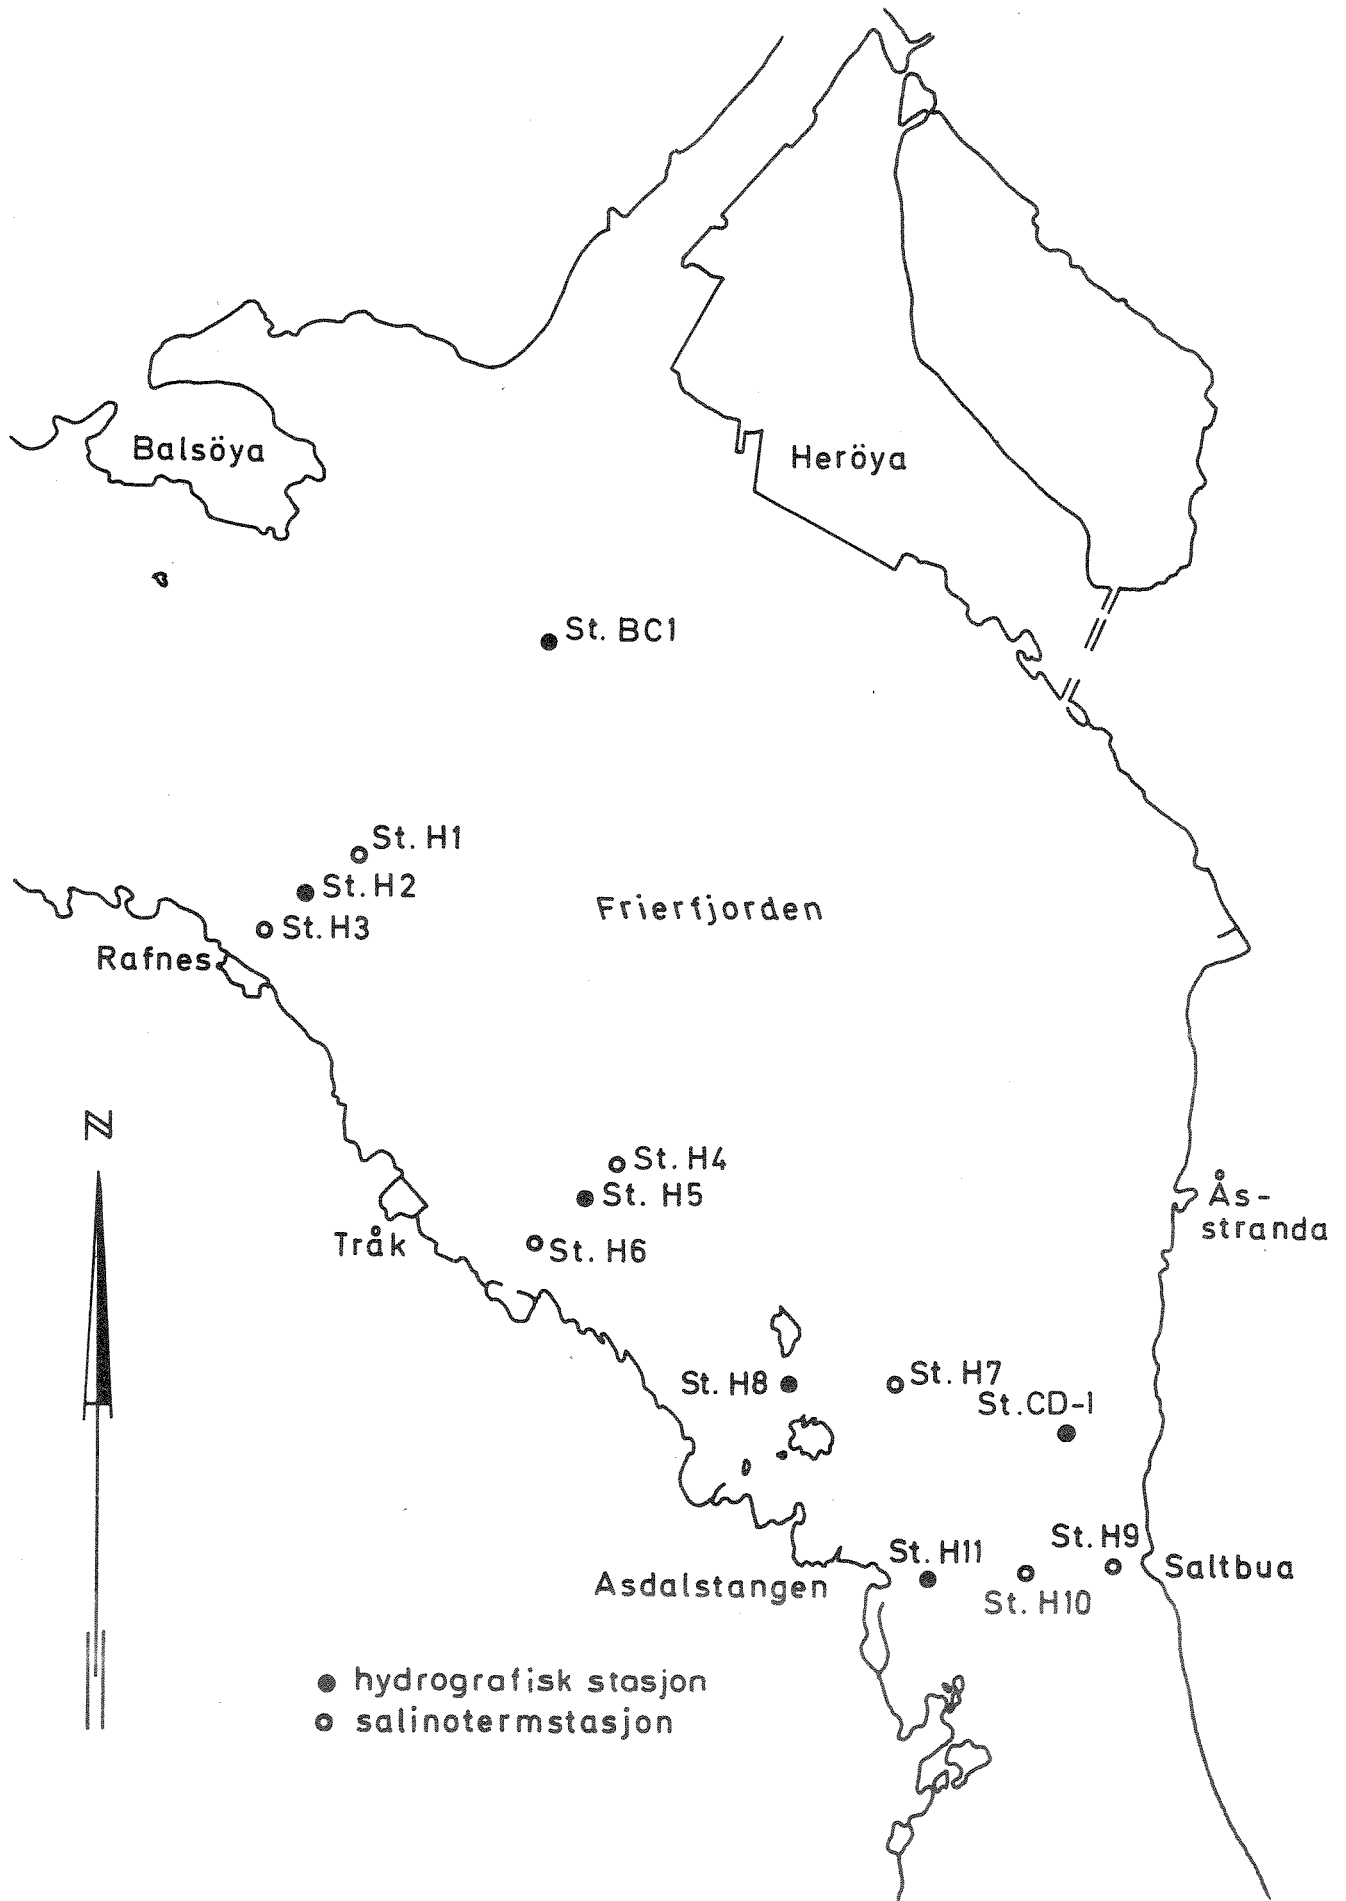 Balsöya
Heröya
St. BC1
St. H1
St. H2
St. H3
Frierfjorden
Rafnes
N
St. H4
St. H5
St. H6
Tråk
Ås-
stranda
St. H8
St. H7
St. CD-1
St. H9
St. H11
Saltbua
Asdalstangen
St. H10
hydrografisk stasjon
salinotermstasjon